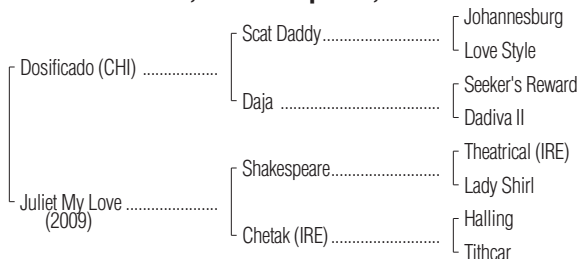 Johannesburg
Scat Daddy
Love Style
Dosificado (CHI)
Seeker's Reward
Daja
Dadiva II
Theatrical (IRE)
Shakespeare
Lady Shirl
Juliet My Love
(2009)
Halling
Chetak (IRE)
Tithcar